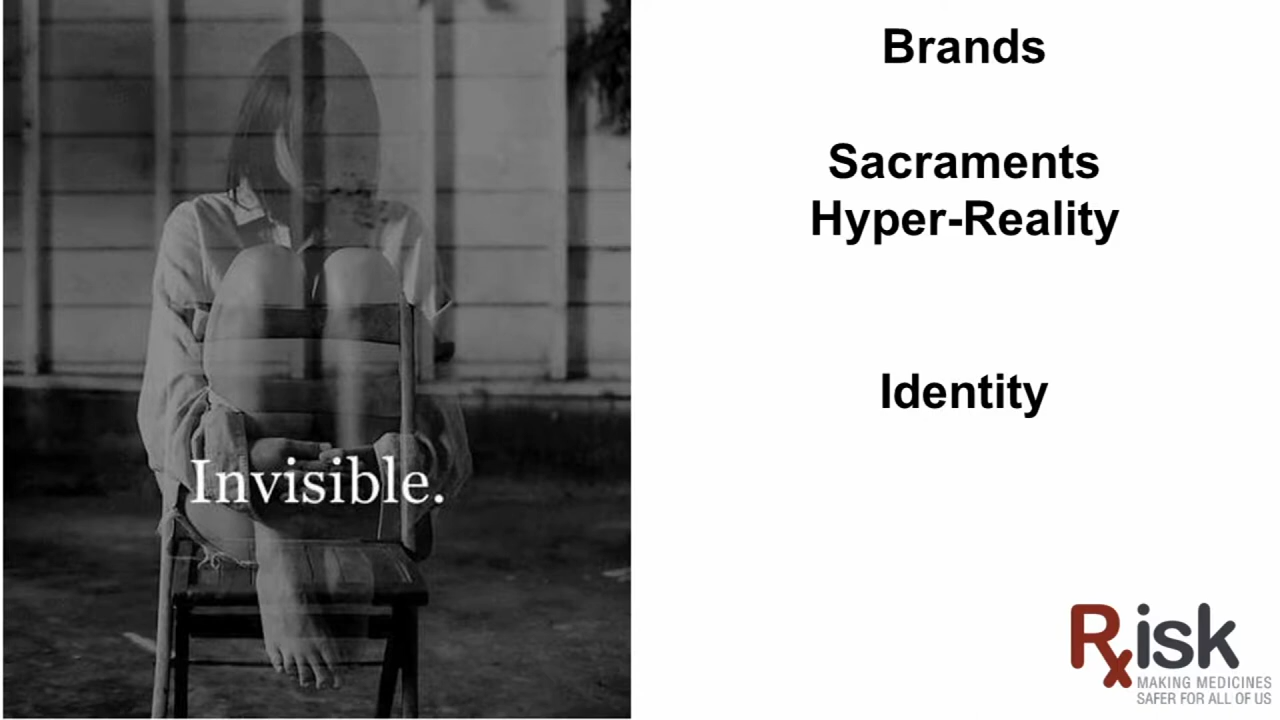 Invisible.
Brands
Sacraments
Hyper-Reality
Identity
Rxisk
MAKING MEDICINES
SAFER FOR ALL OF US